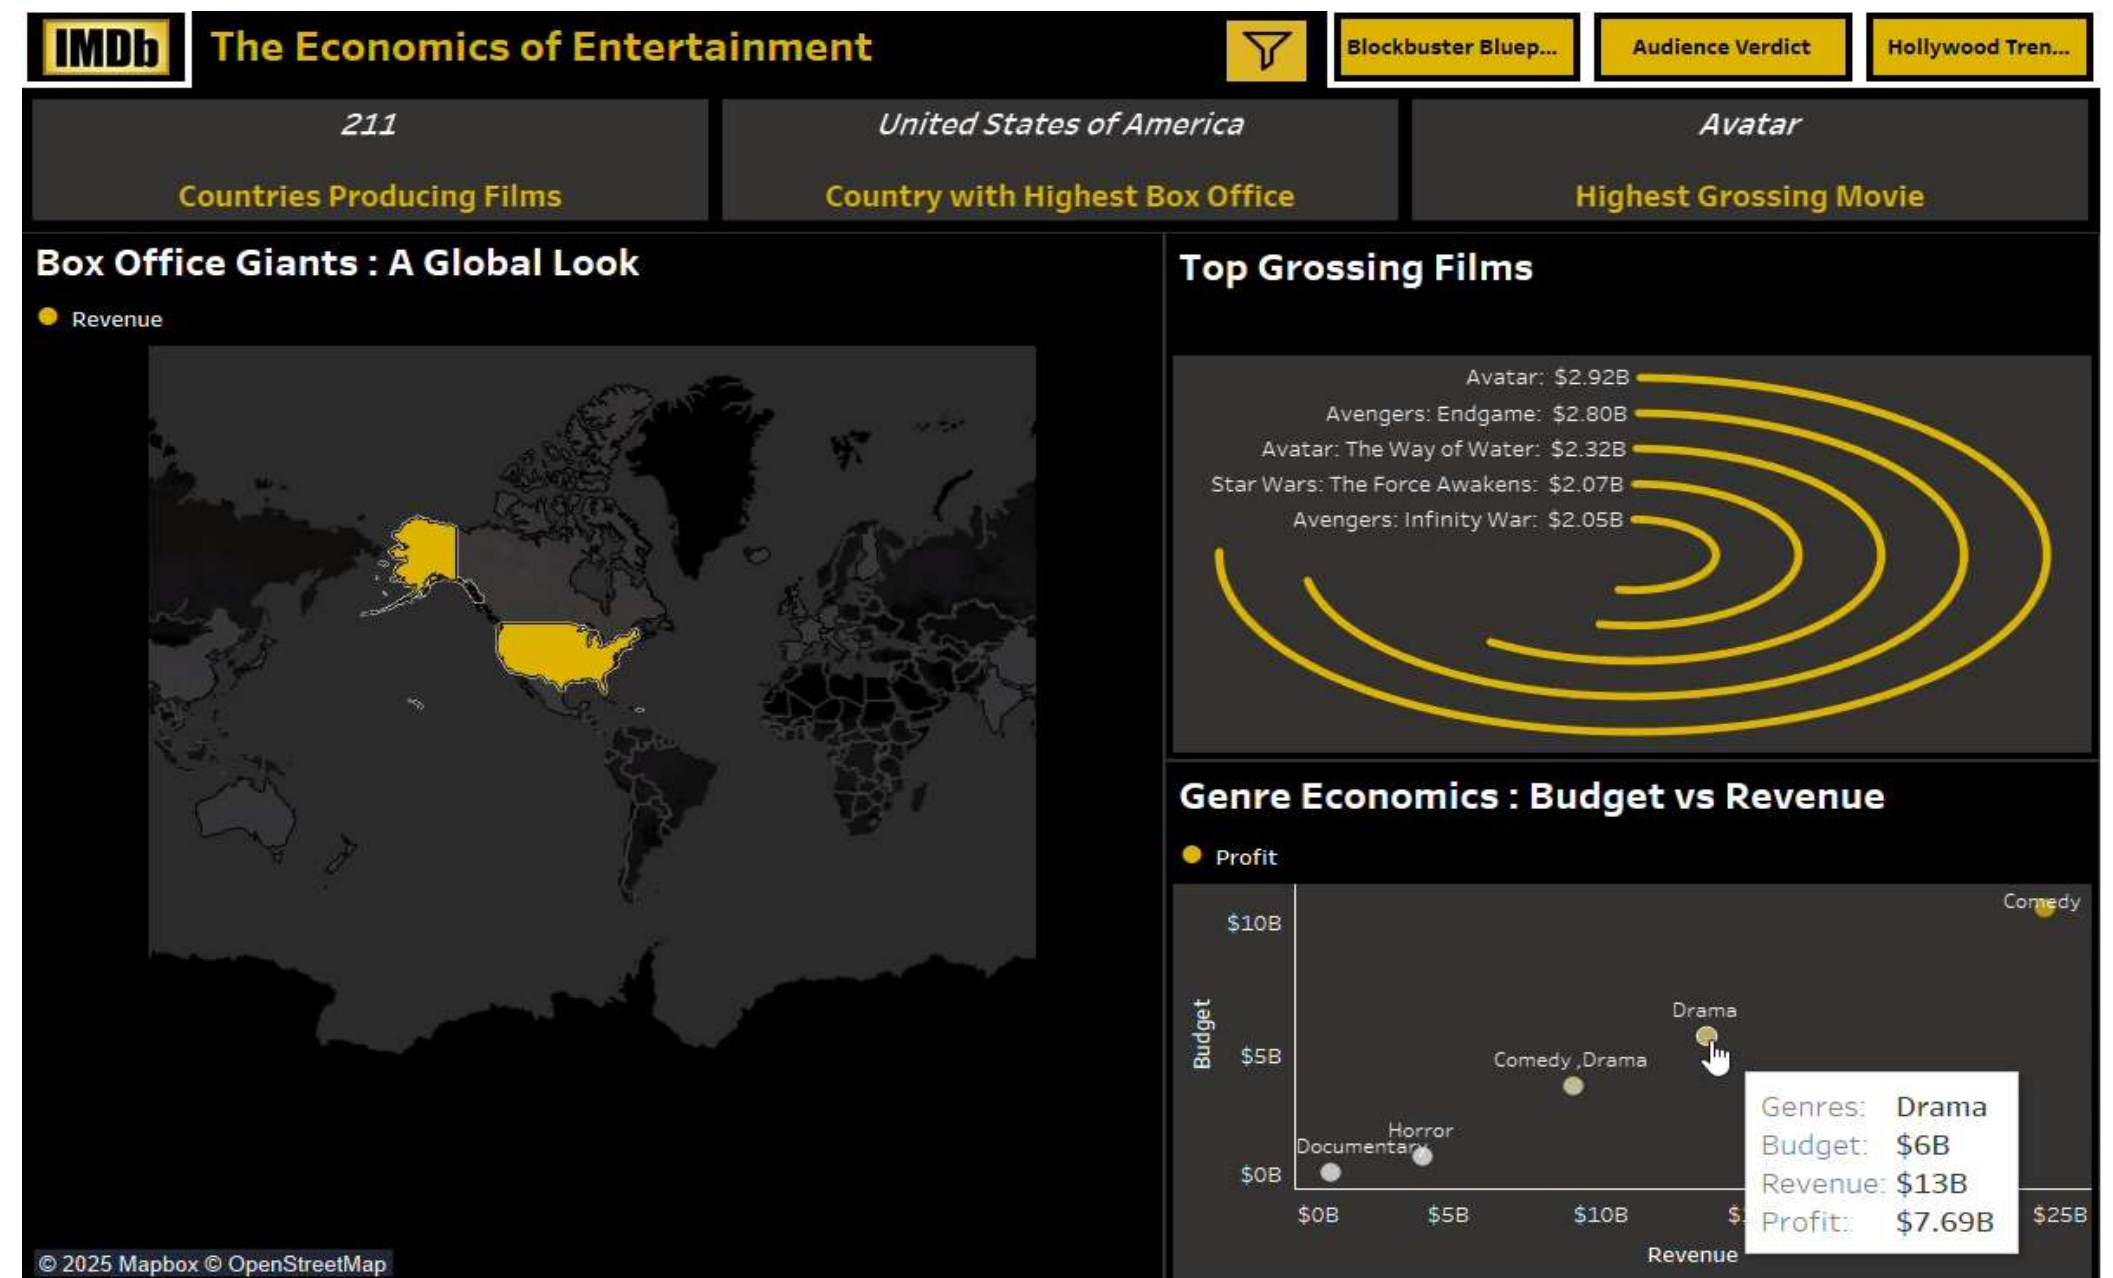 IMDb
The Economics of Entertainment
Blockbuster Bluep...
Audience Verdict
Hollywood Tren...
211
Countries Producing Films
United States of America
Country with Highest Box Office
Avatar
Highest Grossing Movie
Box Office Giants : A Global Look
Revenue
© 2025 Mapbox © OpenStreetMap
Top Grossing Films
Avatar: $2.92B
Avengers: Endgame: $2.80B
Avatar: The Way of Water: $2.32B
Star Wars: The Force Awakens: $2.07B
Avengers: Infinity War: $2.05B
Genre Economics : Budget vs Revenue
Profit
Comedy
$10B
Drama
Budget
$5B
Comedy ,Drama
Horror
Documentary
$0B
Genres: Drama
Budget: $6B
Revenue: $13B
Profit: $7.69B
$0B
$5B
$10B
$25B
Revenue